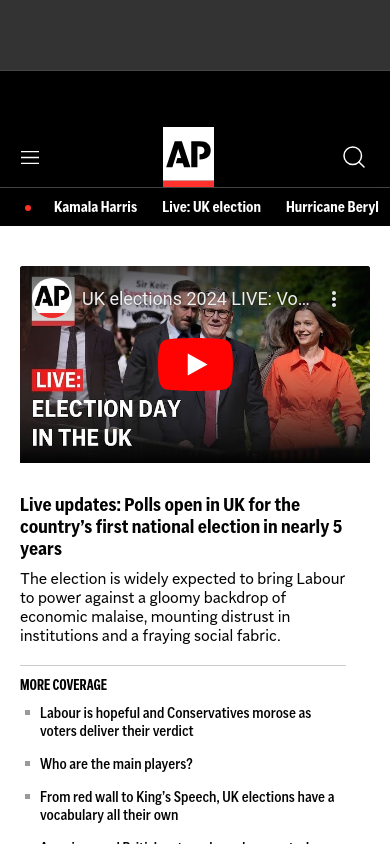 AP
Kamala Harris
Live: UK election
Hurricane Beryl
AP
UK elections 2024 LIVE: Vo...
Sir Keir:
LIVE:
ELECTION DAY
IN THE UK
Live updates: Polls open in UK for the
country’s first national election in nearly 5
years
The election is widely expected to bring Labour
to power against a gloomy backdrop of
economic malaise, mounting distrust in
institutions and a fraying social fabric.
MORE COVERAGE
Labour is hopeful and Conservatives morose as
voters deliver their verdict
Who are the main players?
From red wall to King’s Speech, UK elections have a
vocabulary all their own